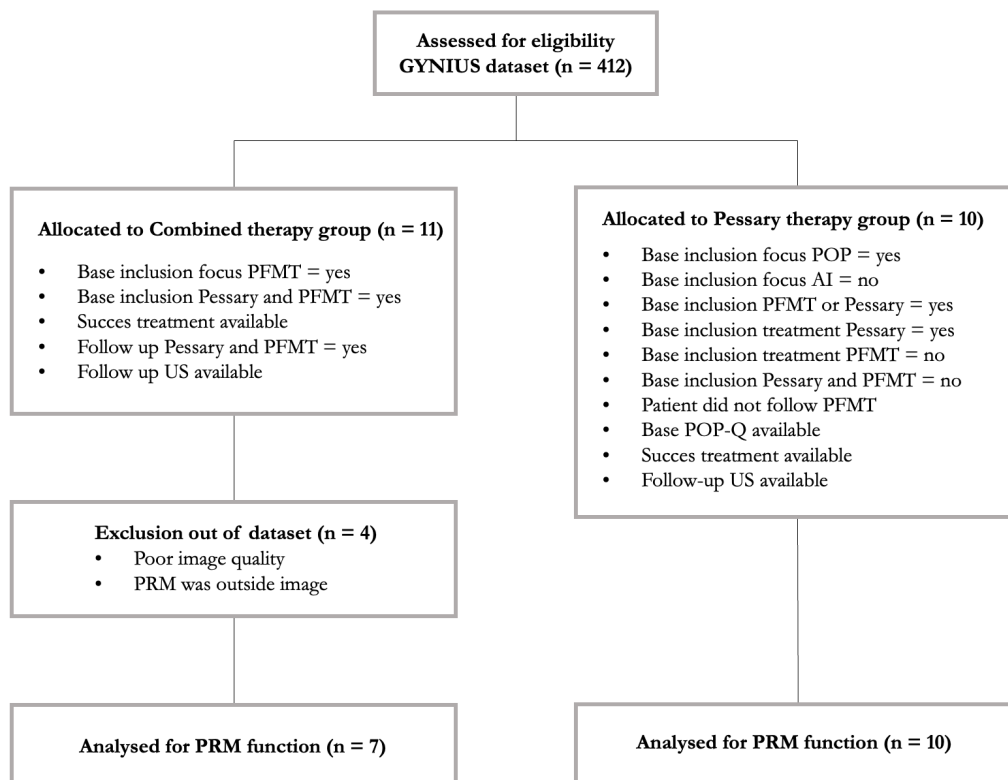 Assessed for eligibility
GYNIUS dataset (n = 412)
Allocated to Combined therapy group (n = 11)
• Base inclusion focus PFMT = yes
• Base inclusion Pessary and PFMT = yes
• Succes treatment available
• Follow up Pessary and PFMT = yes
• Follow up US available
Exclusion out of dataset (n = 4)
• Poor image quality
• PRM was outside image
Analysed for PRM function (n = 7)
Allocated to Pessary therapy group (n = 10)
• Base inclusion focus POP = yes
• Base inclusion focus AI = no
• Base inclusion PFMT or Pessary = yes
• Base inclusion treatment Pessary = yes
• Base inclusion treatment PFMT = no
• Base inclusion Pessary and PFMT = no
• Patient did not follow PFMT
• Base POP-Q available
• Succes treatment available
• Follow-up US available
Analysed for PRM function (n = 10)